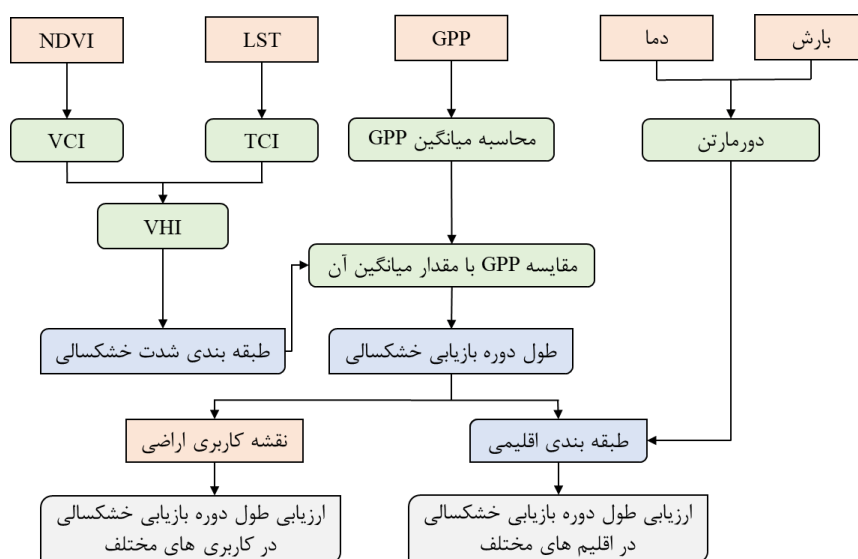 NDVI
LST
GPP
دما
بارش
VCI
TCI
محاسبه میانگین GPP
دورمارتن
VHI
مقایسه GPP با مقدار میانگین آن
طبقه بندی شدت خشکسالی
طول دوره بازیابی خشکسالی
نقشه کاربری اراضی
طبقه بندی اقلیمی
ارزیابی طول دوره بازیابی خشکسالی
در کاربری های مختلف
ارزیابی طول دوره بازیابی خشکسالی
در اقلیم های مختلف